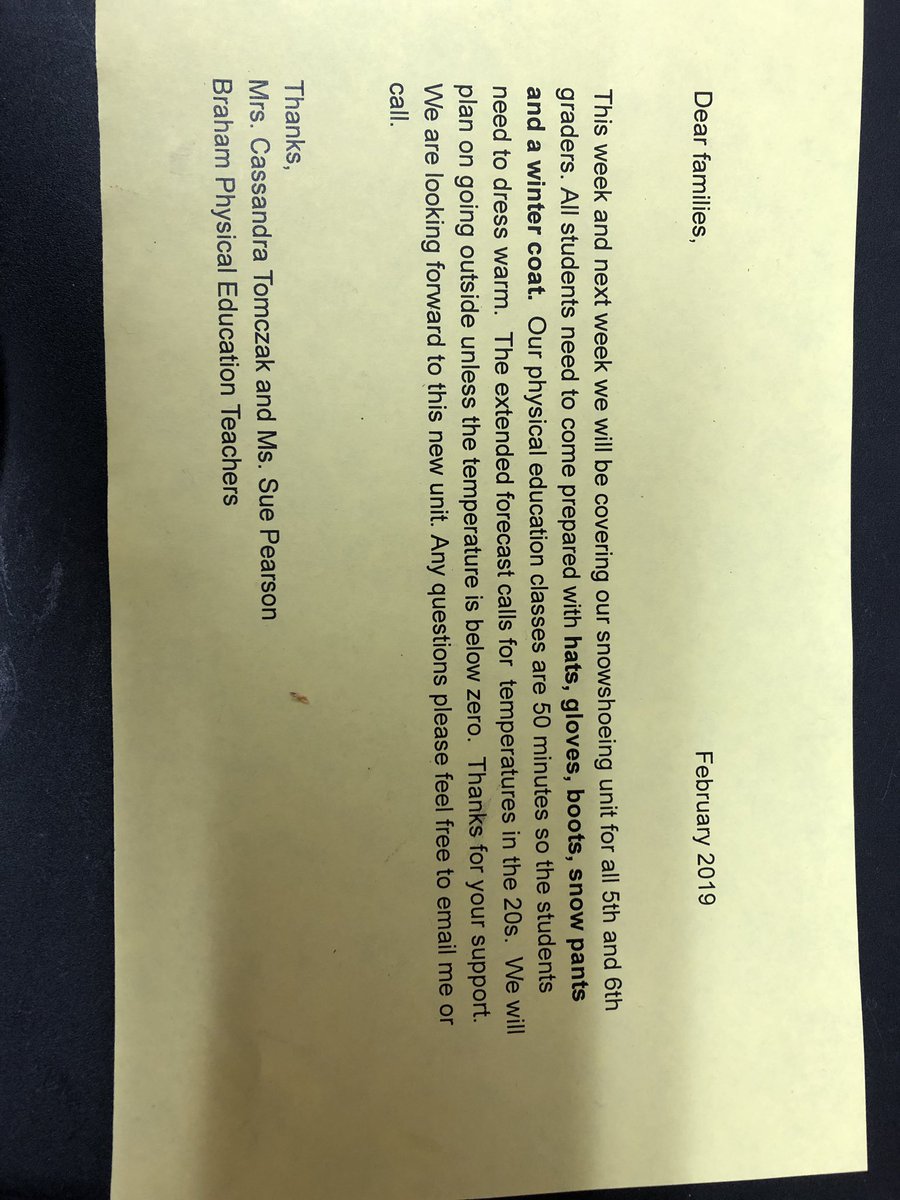 February 2019
Dear families,
This week and next week we will be covering our snowshoeing unit for all 5th and 6th
graders. All students need to come prepared with hats, gloves, boots, snow pants
and a winter coat. Our physical education classes are 50 minutes so the students
need to dress warm. The extended forecast calls for temperatures in the 20s. We will
plan on going outside unless the temperature is below zero. Thanks for your support.
We are looking forward to this new unit. Any questions please feel free to email me or
call.
Thanks,
Mrs. Cassandra Tomczak and Ms. Sue Pearson
Braham Physical Education Teachers